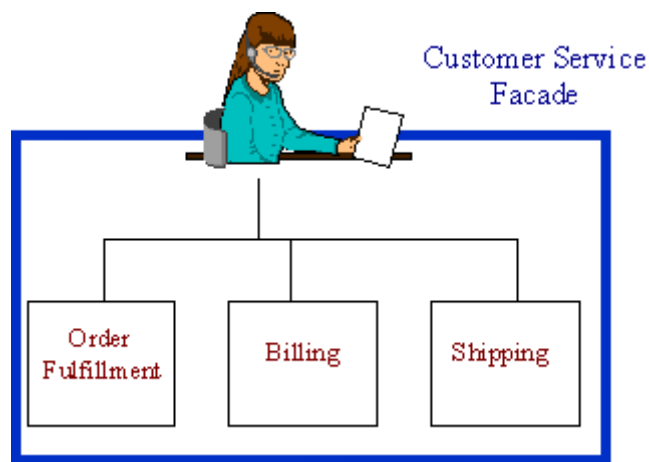 Customer Service
Facade
Order
Fulfillment
Billing
Shipping